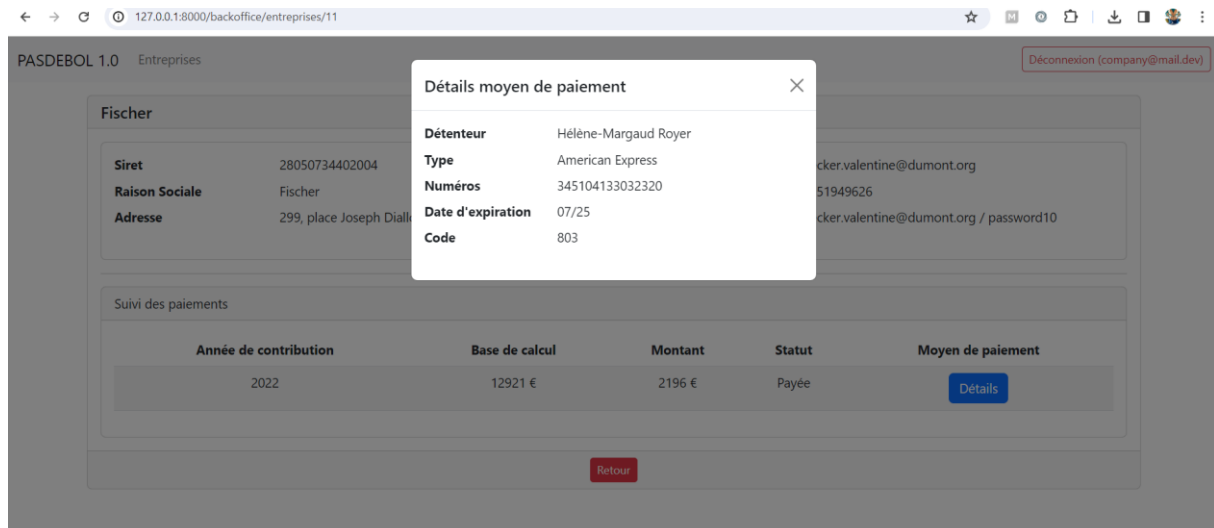 127.0.0.1:8000/backoffice/entreprises/11
PASDEBOL 1.0 Entreprises Déconnexion (company@mail.dev)
Détails moyen de paiement
Détenteur Hélène-Margaud Royer
Type American Express
Numéros 345104133032320
Date d'expiration 07/25
Code 803
Fischer
Siret 28050734402004 cker.valentine@dumont.org
Raison Sociale Fischer 51949626
Adresse 299, place Joseph Diall cker.valentine@dumont.org / password10
Suivi des paiements
Année de contribution Base de calcul Montant Statut Moyen de paiement
2022 12921 € 2196 € Payée Détails
Retour